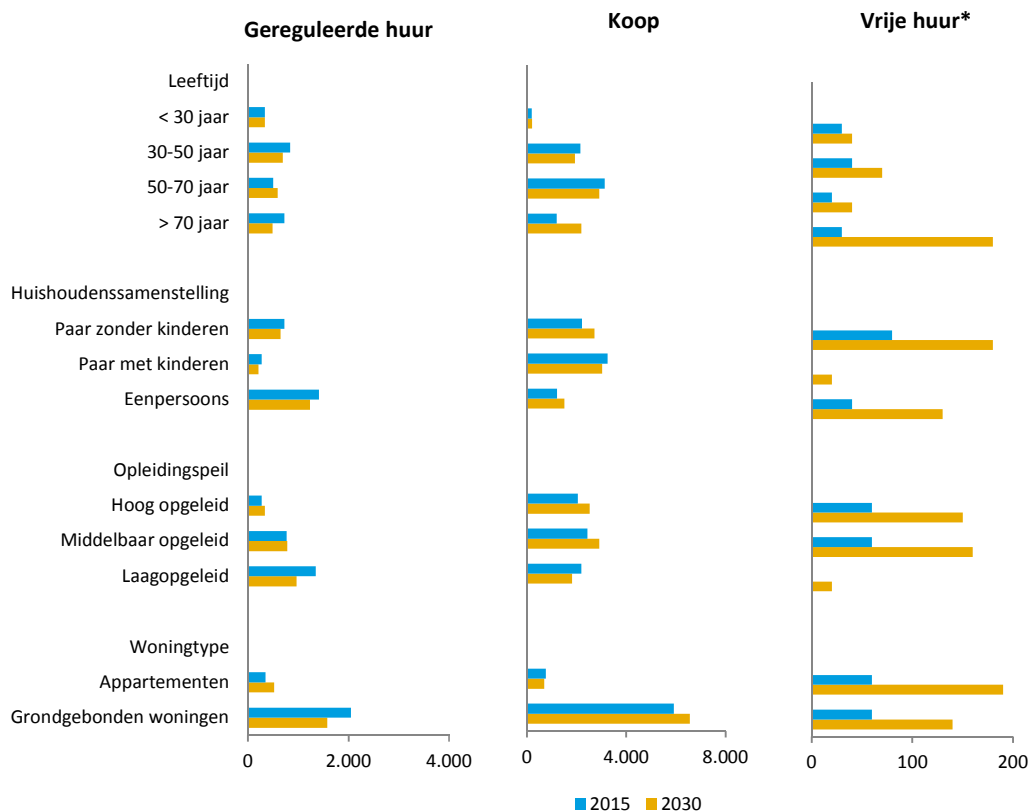 Gereguleerde huur
Koop
Vrije huur*
Leeftijd
< 30 jaar
30-50 jaar
50-70 jaar
> 70 jaar
Huishoudenssamenstelling
Paar zonder kinderen
Paar met kinderen
Eenpersoons
Opleidingspeil
Hoog opgeleid
Middelbaar opgeleid
Laagopgeleid
Woningtype
Appartementen
Grondgebonden woningen
0 2.000 4.000
0 4.000 8.000
0 100 200
2015 2030